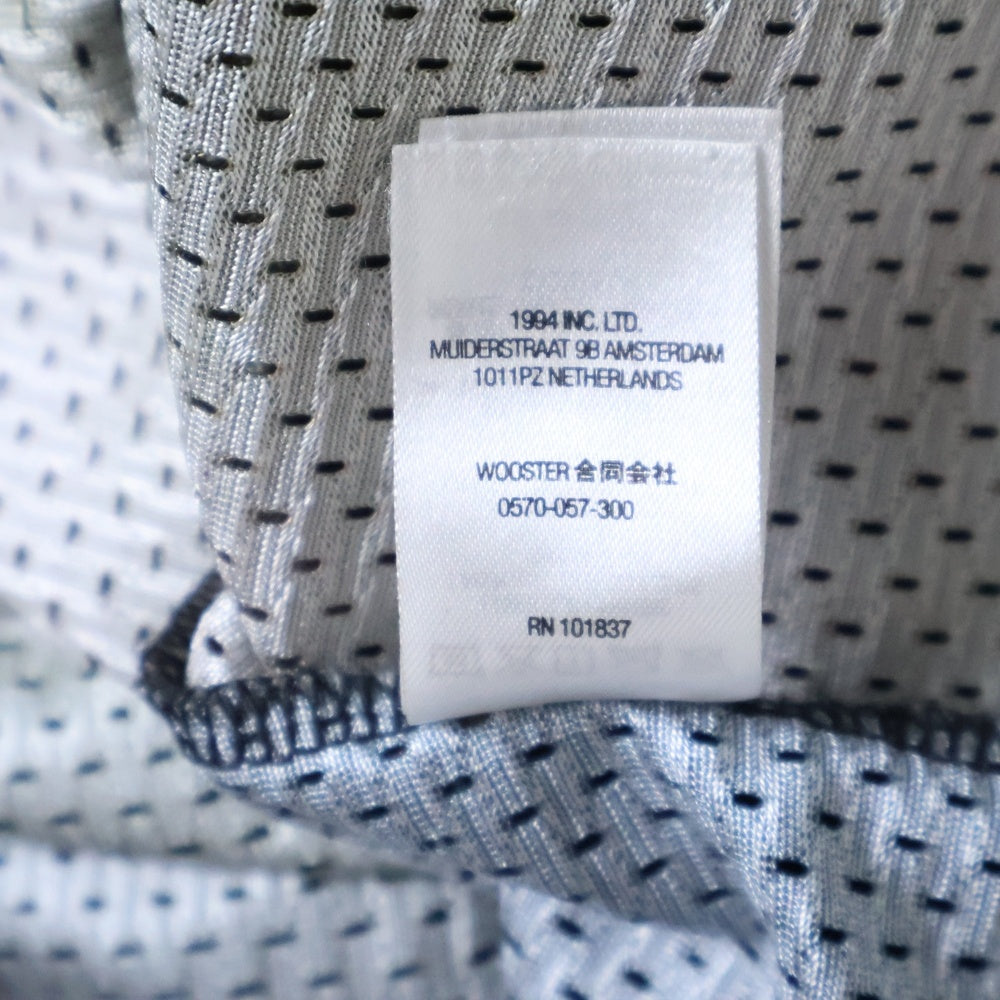 1994 INC. LTD.
MUIDERSTRAAT 9B AMSTERDAM
1011PZ NETHERLANDS
WOOSTER 合同会社
0570-057-300
RN 101837